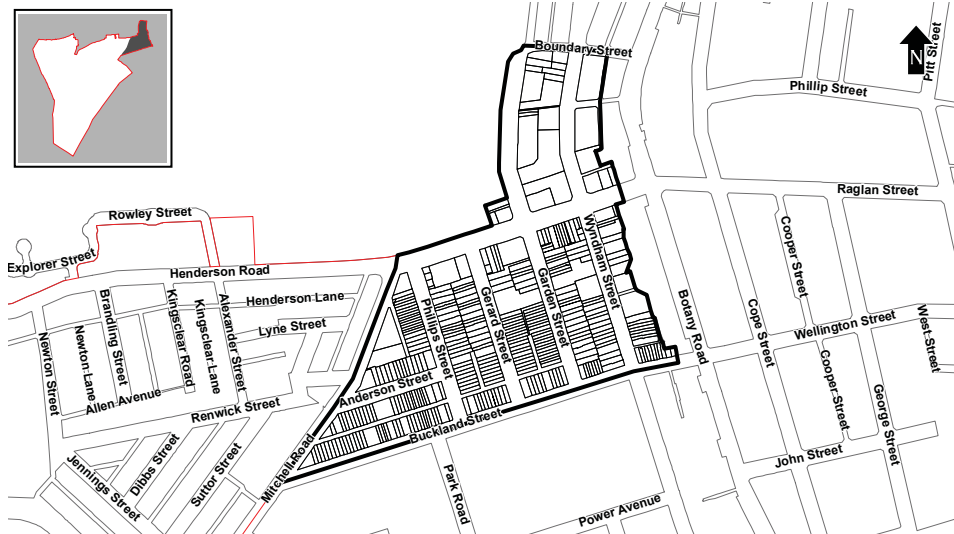 Boundary Street
Pitt Street
N
Phillip Street
Raglan Street
Rowley Street
Explorer Street
Henderson Road
Henderson Lane
Lyne Street
Newton Street
Newton Lane
Brandling Street
Kingsclear Road
Kingsclear Lane
Alexander Street
Allen Avenue
Renwick Street
Jennings Street
Dibbs Street
Suttor Street
Mitchell Road
Phillips Street
Gerard Street
Garden Street
Wyndham Street
Anderson Street
Buckland Street
Park Road
Botany Road
Cope Street
Cooper Street
Wellington Street
West Street
Cooper Street
George Street
John Street
Power Avenue